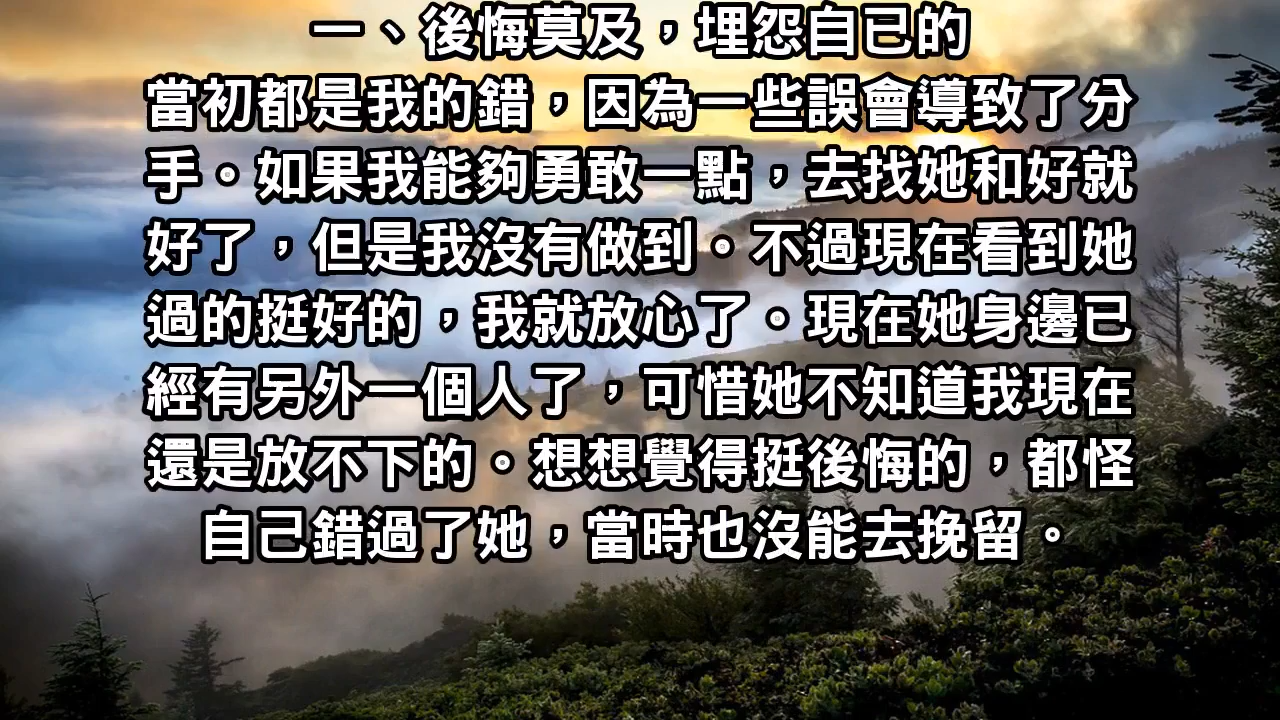 一、後悔莫及，埋怨自已的
當初都是我的錯，因為一些誤會導致了分
手。如果我能夠勇敢一點，去找她和好就
好了，但是我沒有做到。不過現在看到她
過的挺好的，我就放心了。現在她身邊已
經有另外一個人了，可惜她不知道我現在
還是放不下的。想想覺得挺後悔的，都怪
自己錯過了她，當時也沒能去挽留。